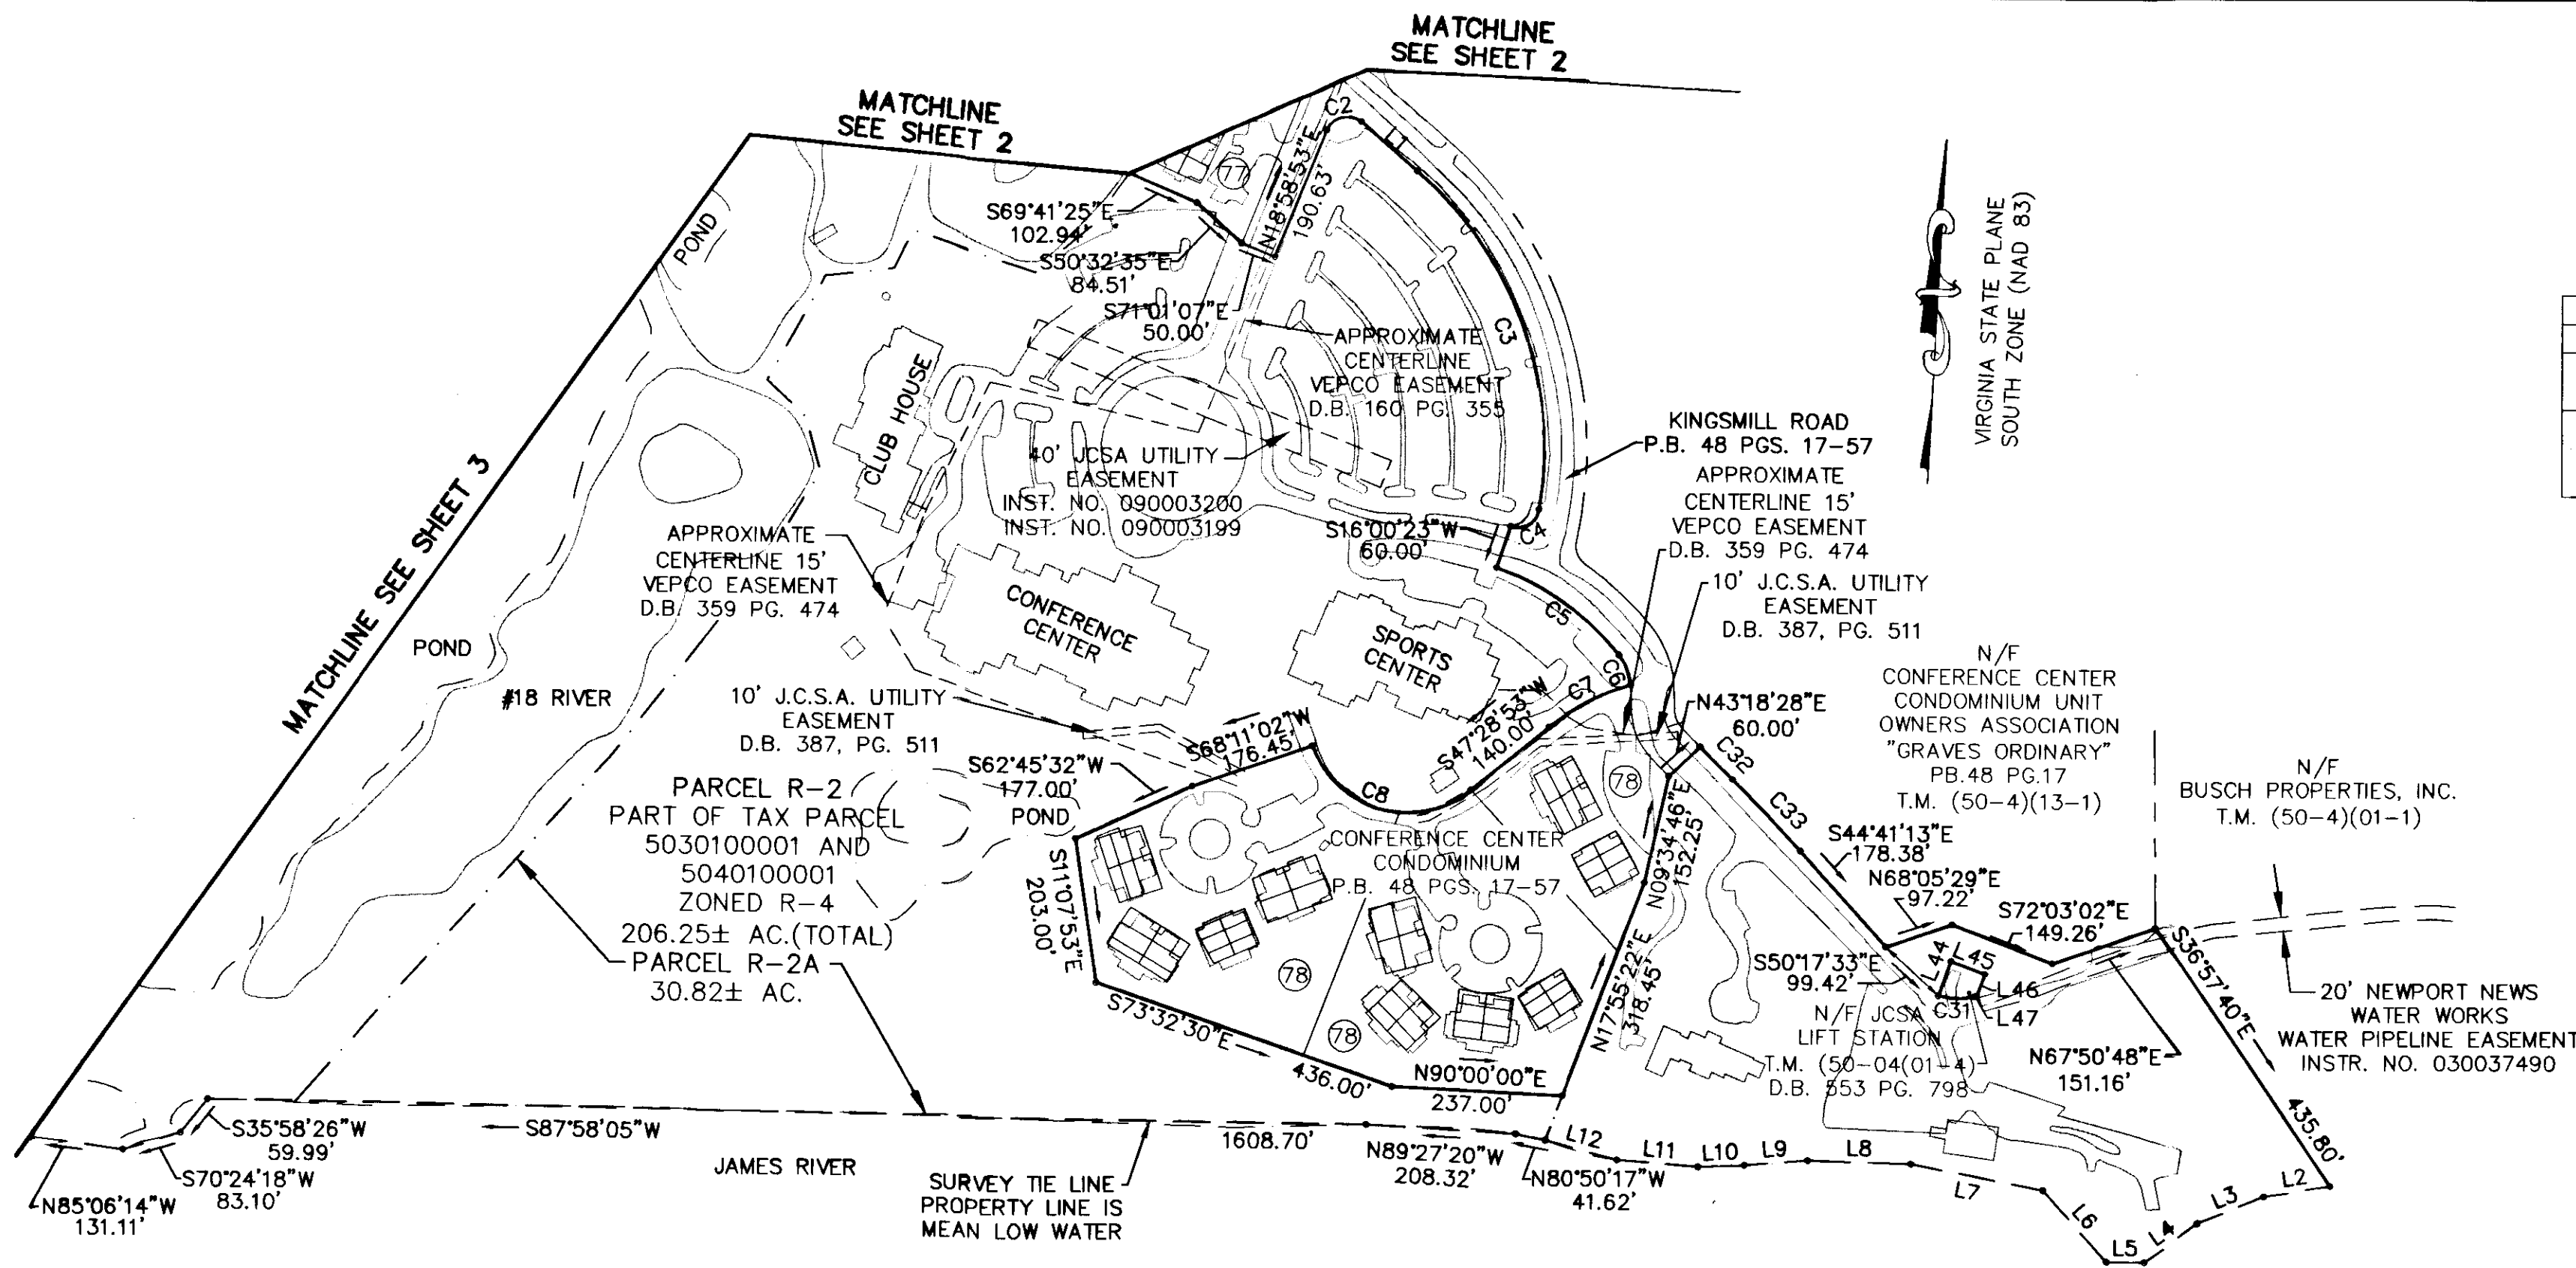 MATCHLINE
SEE SHEET 2
MATCHLINE
SEE SHEET 2
C2
L1
77
N18°58'53"E
190.63'
S69°41'25"E
102.94'
S50°32'35"E
84.51'
S71°01'07"E
50.00'
POND
VIRGINIA STATE PLANE
SOUTH ZONE (NAD 83)
APPROXIMATE
CENTERLINE
VEPCO EASEMENT
D.B. 160 PG. 355
C3
CLUB HOUSE
KINGSMILL ROAD
P.B. 48 PGS. 17-57
40' JCSA UTILITY
EASEMENT
INST. NO. 090003200
INST. NO. 090003199
APPROXIMATE
CENTERLINE 15'
VEPCO EASEMENT
D.B. 359 PG. 474
MATCHLINE SEE SHEET 3
APPROXIMATE
CENTERLINE 15'
VEPCO EASEMENT
D.B. 359 PG. 474
S16°00'23"W
60.00'
C4
10' J.C.S.A. UTILITY
EASEMENT
D.B. 387, PG. 511
CONFERENCE
CENTER
SPORTS
CENTER
C5
C6
C7
POND
#18 RIVER
10' J.C.S.A. UTILITY
EASEMENT
D.B. 387, PG. 511
N/F
CONFERENCE CENTER
CONDOMINIUM UNIT
OWNERS ASSOCIATION
"GRAVES ORDINARY"
PB.48 PG.17
T.M. (50-4)(13-1)
N43°18'28"E
60.00'
S47°28'53"W
140.00'
S68°11'02"W
176.45'
S62°45'32"W
177.00'
POND
C8
C32
C33
78
N/F
BUSCH PROPERTIES, INC.
T.M. (50-4)(01-1)
PARCEL R-2
PART OF TAX PARCEL
5030100001 AND
5040100001
ZONED R-4
206.25± AC.(TOTAL)
PARCEL R-2A
30.82± AC.
CONFERENCE CENTER
CONDOMINIUM
P.B. 48 PGS. 17-57
N09°34'46"E
152.25'
S44°41'13"E
178.38'
N68°05'29"E
97.22'
S72°03'02"E
149.26'
S11°07'53"E
203.00'
78
78
N17°55'22"E
318.45'
S50°17'33"E
99.42'
L44
L45
L46
L47
C31
S36°57'40"E
435.80'
N/F JCSA
LIFT STATION
T.M. (50-04(01-4)
D.B. 553 PG. 798
N67°50'48"E
151.16'
20' NEWPORT NEWS
WATER WORKS
WATER PIPELINE EASEMENT
INSTR. NO. 030037490
S73°32'30"E
436.00'
N90°00'00"E
237.00'
S35°58'26"W
59.99'
S70°24'18"W
83.10'
N85°06'14"W
131.11'
S87°58'05"W
1608.70'
JAMES RIVER
SURVEY TIE LINE
PROPERTY LINE IS
MEAN LOW WATER
N89°27'20"W
208.32'
N80°50'17"W
41.62'
L12
L11
L10
L9
L8
L7
L6
L5
L4
L3
L2